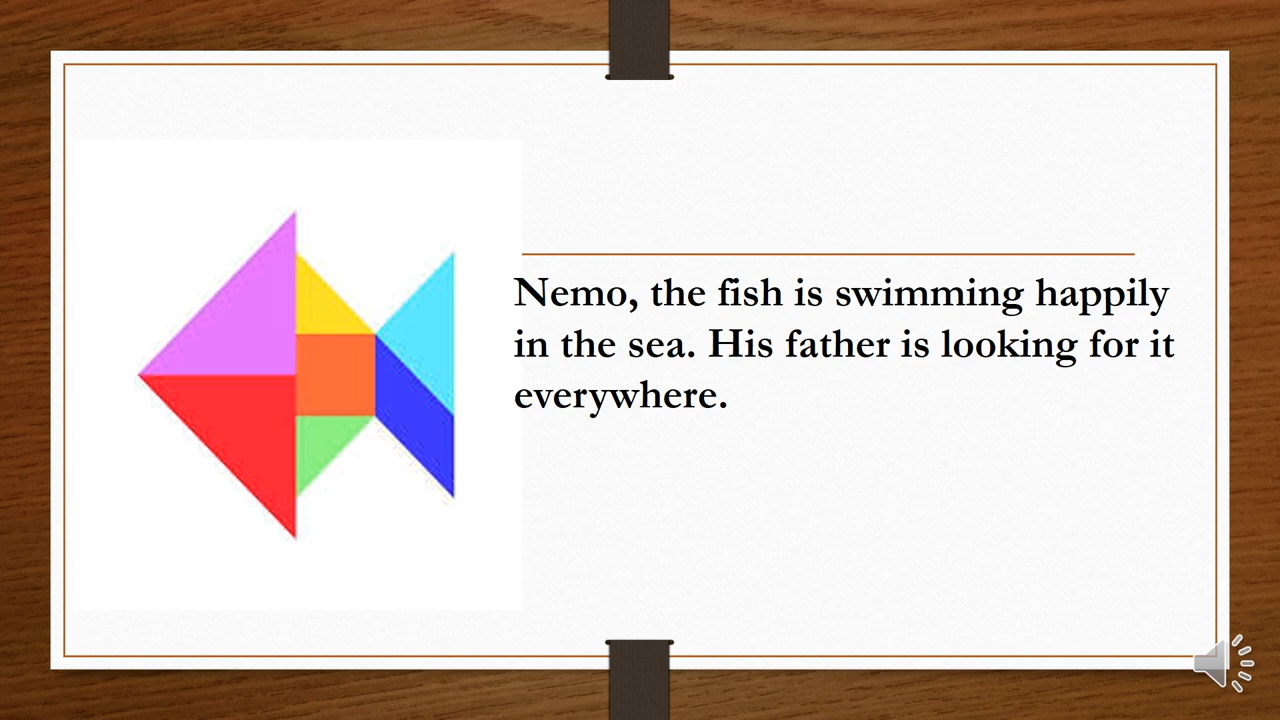 Nemo, the fish is swimming happily
in the sea. His father is looking for it
everywhere.